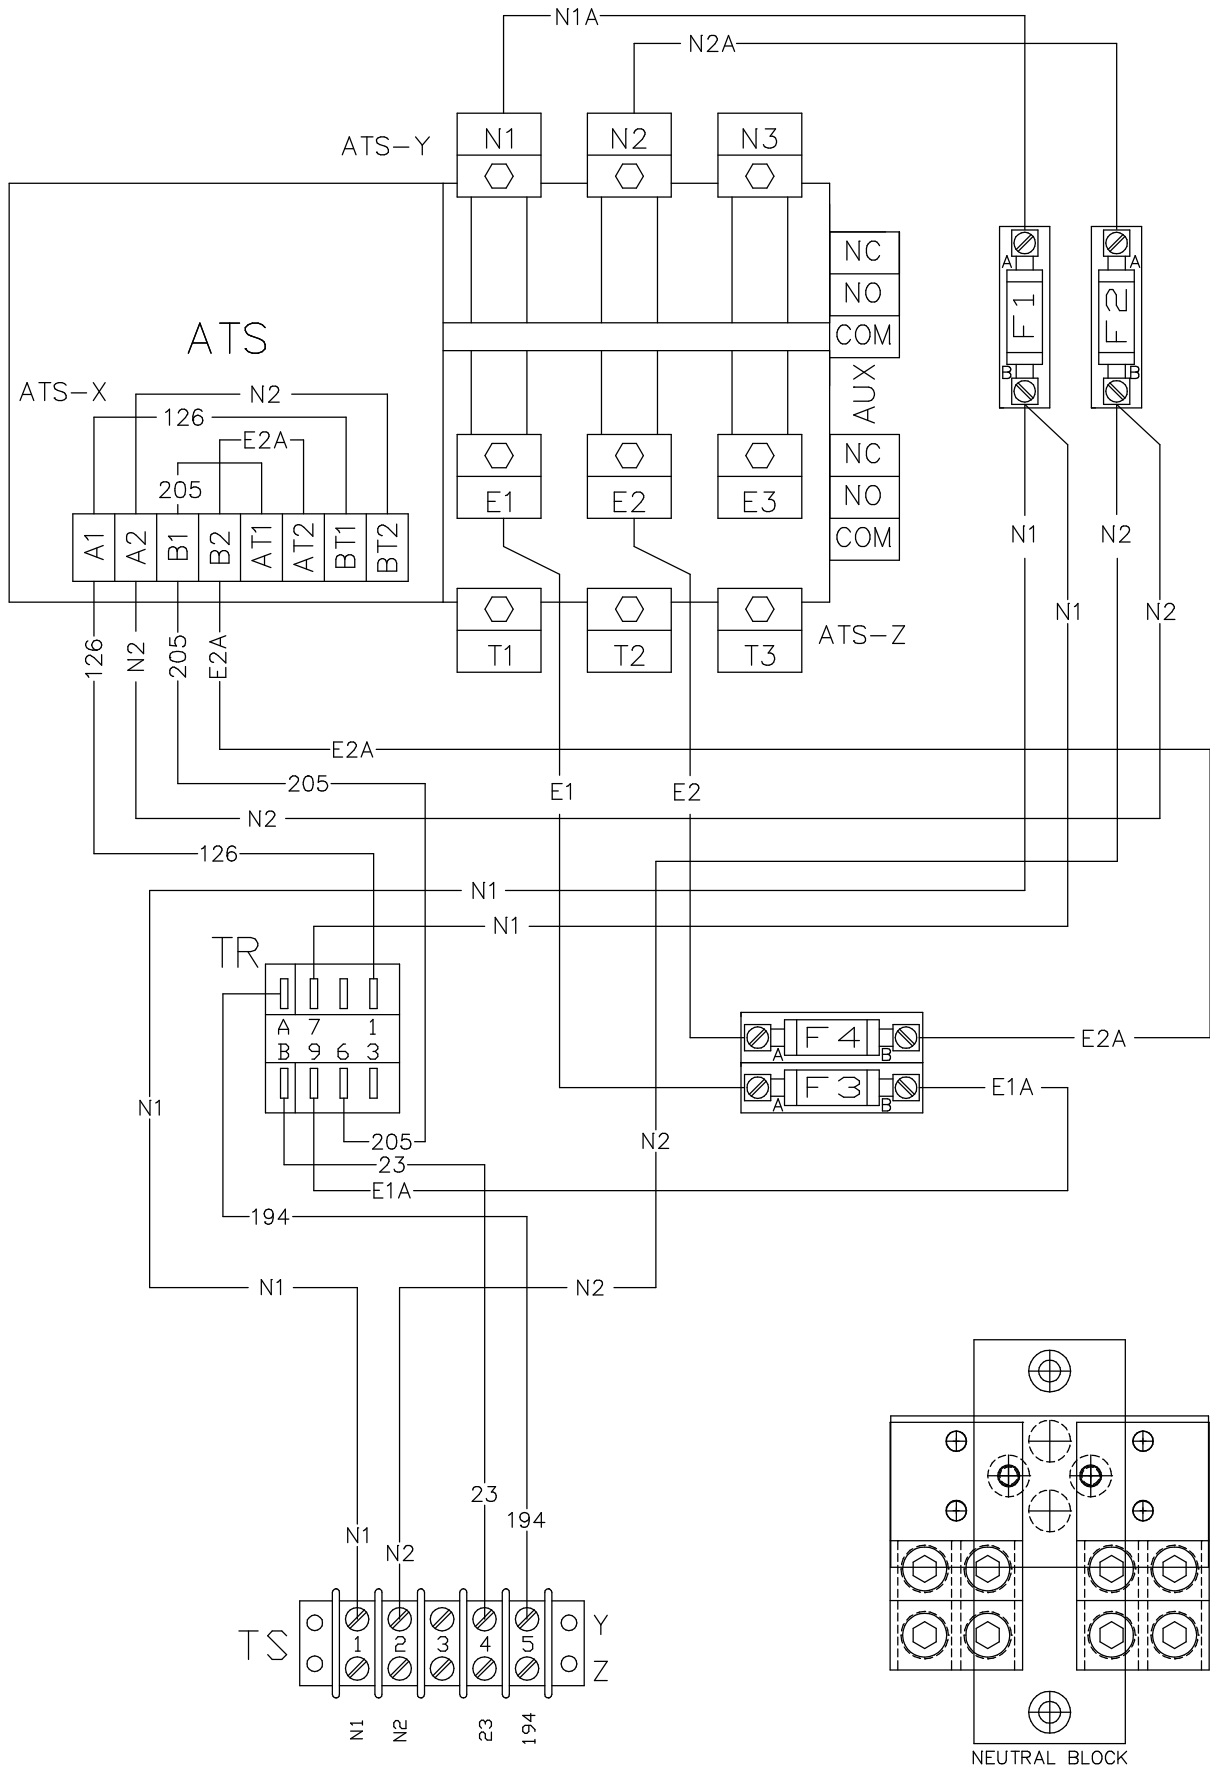 N1A
N2A
ATS-Y
N1
N2
N3
NC
NO
COM
A
F1
B
A
F2
B
ATS
ATS-X
N2
126
E2A
205
AUX
A1
A2
B1
B2
AT1
AT2
BT1
BT2
E1
E2
E3
NC
NO
COM
N1
N2
N1
N2
126
N2
205
E2A
T1
T2
T3
ATS-Z
E2A
205
E1
E2
N2
126
N1
N1
TR
A 7 1
B 9 6 3
F4
A B
E2A
F3
A B
E1A
N1
205
N2
23
E1A
194
N1
N2
23
194
N1
N2
TS
1 2 3 4 5
Y
Z
N1
N2
23
194
NEUTRAL BLOCK